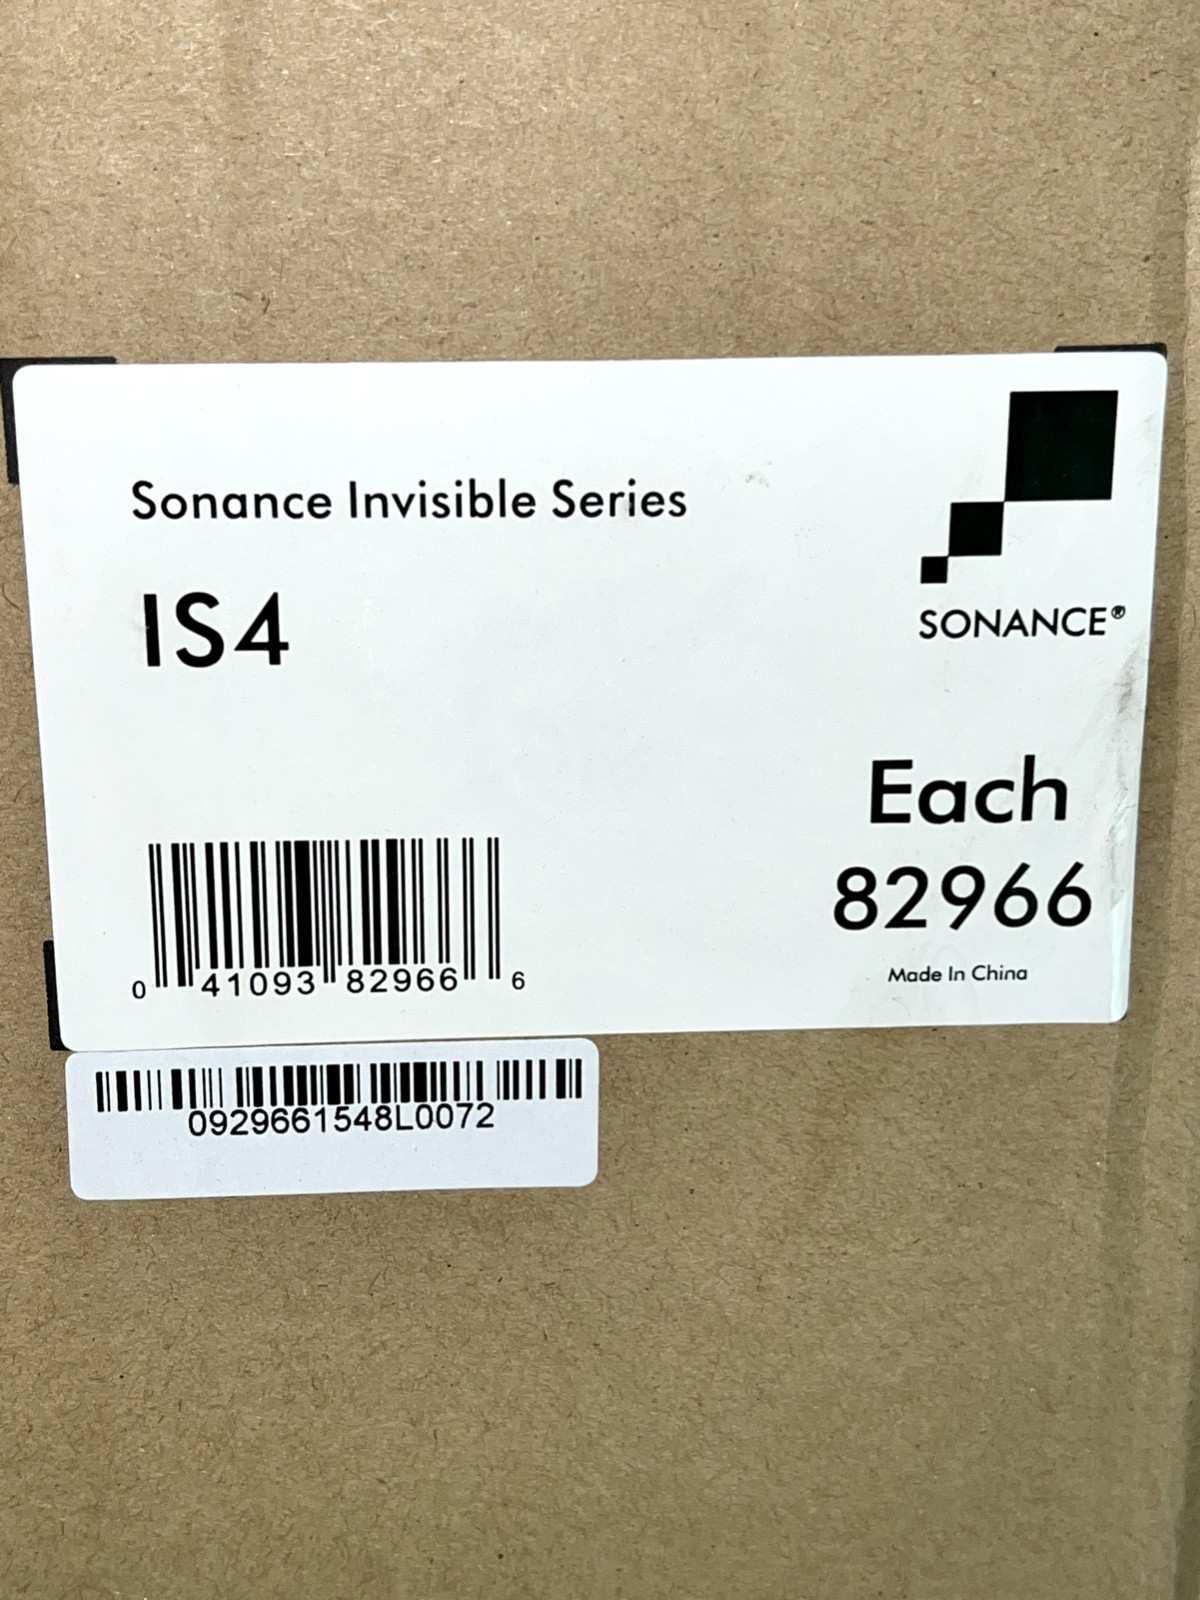 Sonance Invisible Series
IS4
SONANCE®
Each
82966
Made In China
0 41093 82966 6
0929661548L0072